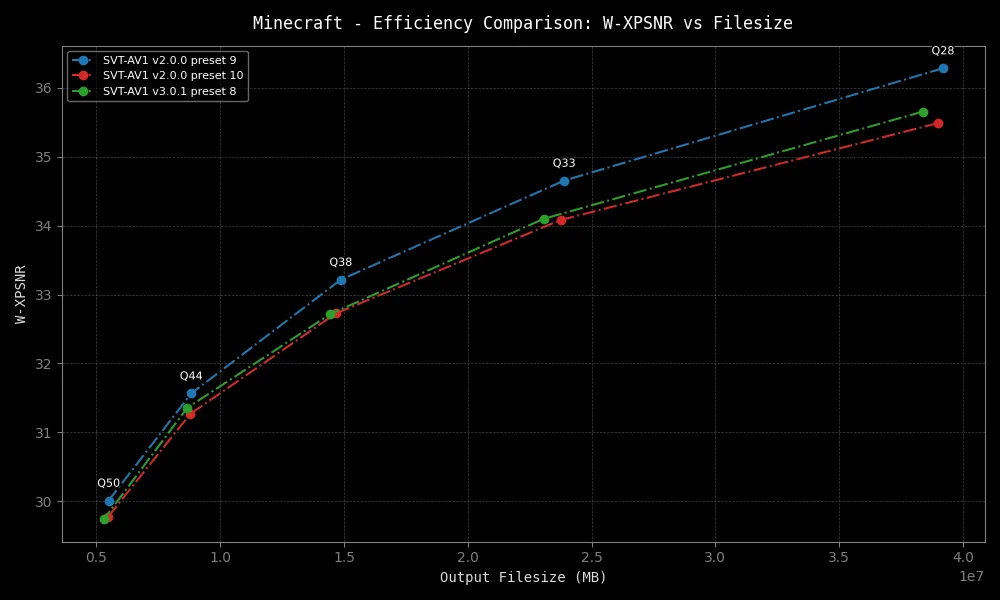 Minecraft - Efficiency Comparison: W-XPSNR vs Filesize
SVT-AV1 v2.0.0 preset 9
SVT-AV1 v2.0.0 preset 10
SVT-AV1 v3.0.1 preset 8
Q28
Q33
Q38
Q44
Q50
W-XPSNR
36
35
34
33
32
31
30
0.5 1.0 1.5 2.0 2.5 3.0 3.5 4.0
1e7
Output Filesize (MB)